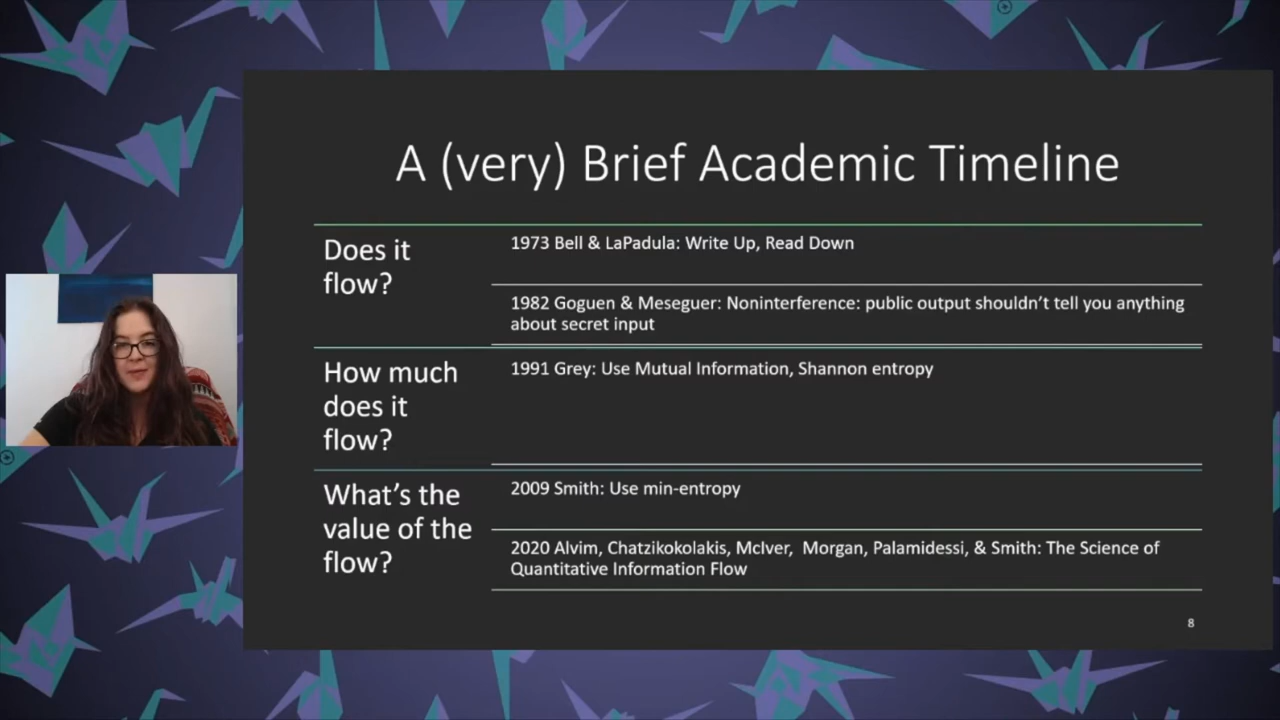 A (very) Brief Academic Timeline
Does it
flow?
1973 Bell & LaPadula: Write Up, Read Down
1982 Goguen & Meseguer: Noninterference: public output shouldn't tell you anything
about secret input
How much
does it
flow?
1991 Grey: Use Mutual Information, Shannon entropy
What's the
value of the
flow?
2009 Smith: Use min-entropy
2020 Alvim, Chatzikokolakis, McIver, Morgan, Palamidessi, & Smith: The Science of
Quantitative Information Flow
8